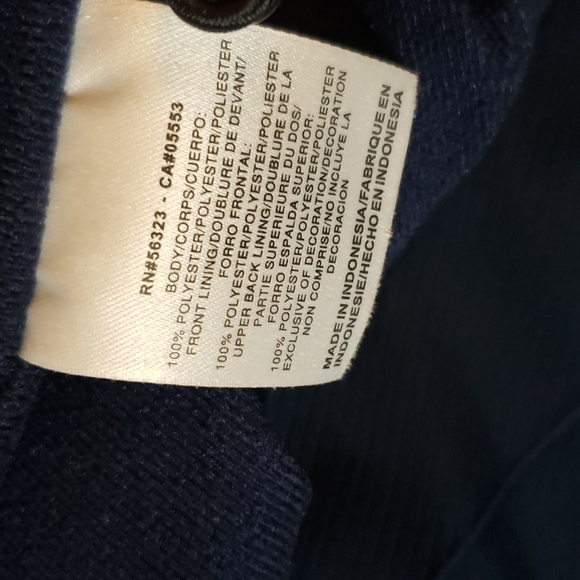 RN#56323 - CA#05553
BODY/CORPS/CUERPO:
100% POLYESTER/POLYESTER/POLIESTER
FRONT LINING/DOUBLURE DE DEVANT/
FORRO FRONTAL:
100% POLYESTER/POLYESTER/POLIESTER
UPPER BACK LINING/DOUBLURE DE LA
PARTIE SUPERIEURE DU DOS/
FORRO ESPALDA SUPERIOR:
100% POLYESTER/POLYESTER/POLIESTER
EXCLUSIVE OF DECORATION/DECORATION
NON COMPRISE/NO INCLUYE LA
DECORACION
MADE IN INDONESIA/FABRIQUE EN
INDONESIE/HECHO EN INDONESIA